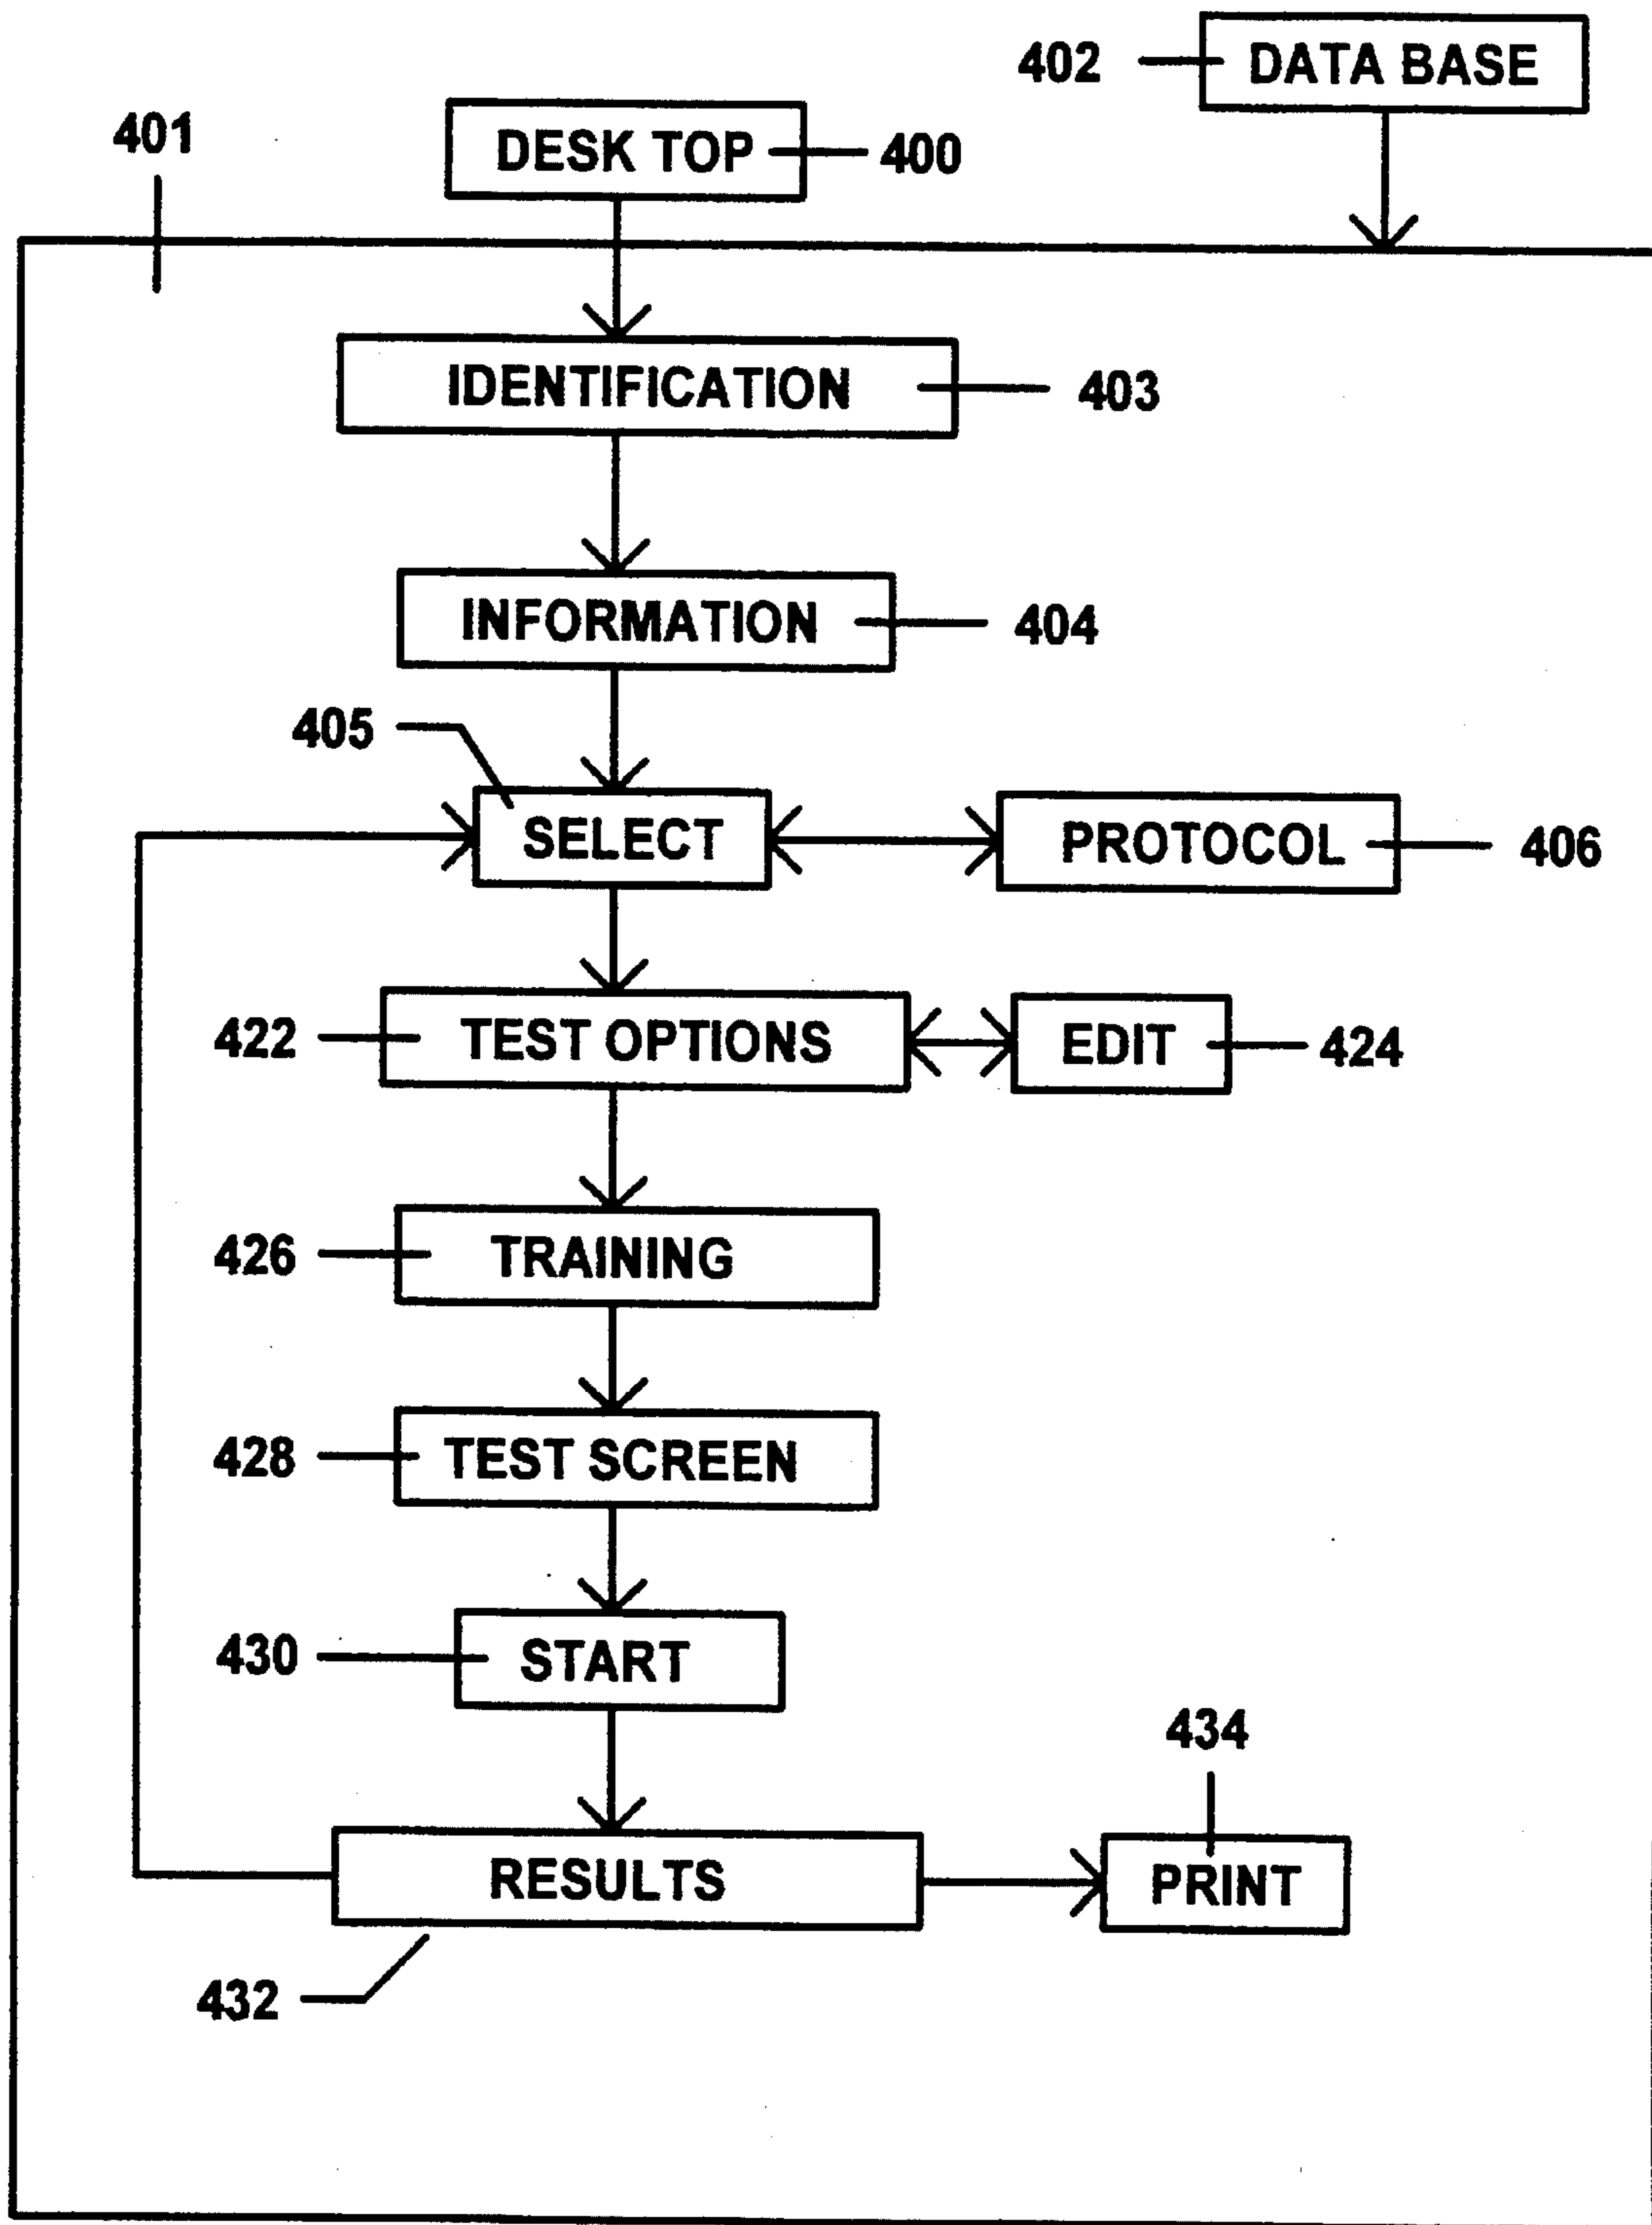 402 DATA BASE
401
DESK TOP 400
IDENTIFICATION 403
INFORMATION 404
405
SELECT
PROTOCOL 406
422 TEST OPTIONS
EDIT 424
426 TRAINING
428 TEST SCREEN
430 START
434
RESULTS
PRINT
432